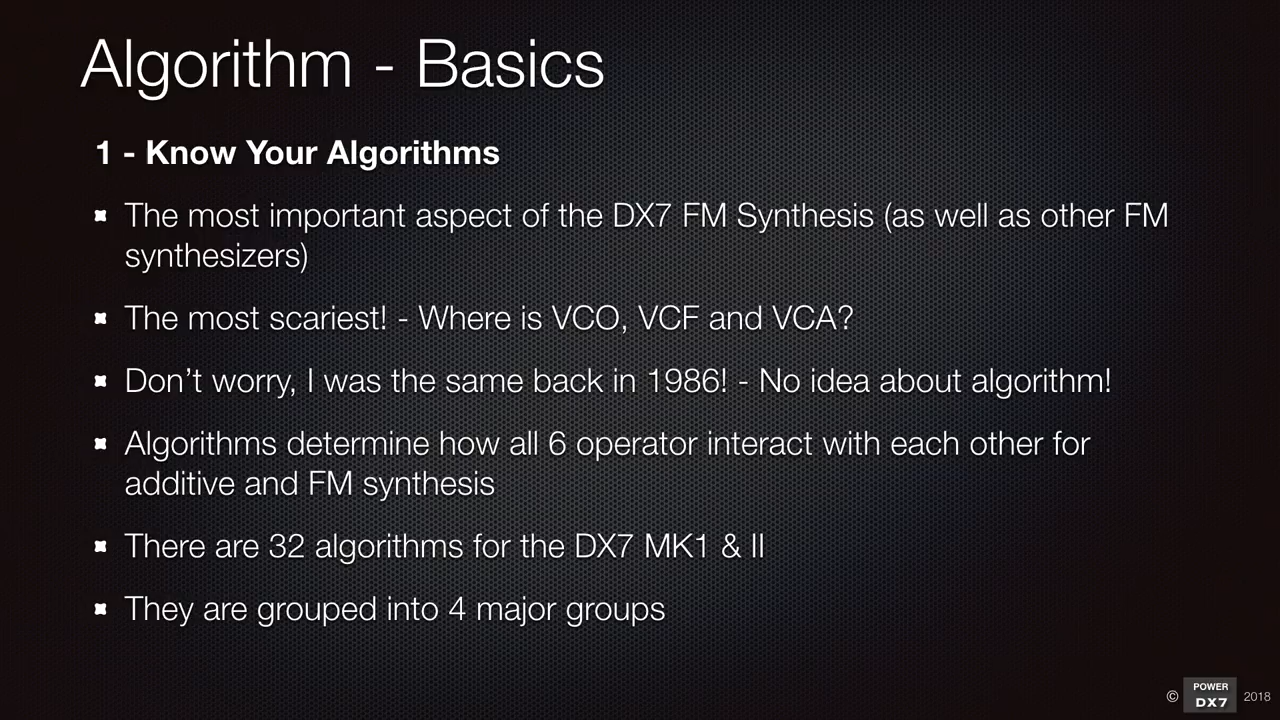 Algorithm - Basics
1 - Know Your Algorithms
The most important aspect of the DX7 FM Synthesis (as well as other FM
synthesizers)
The most scariest! - Where is VCO, VCF and VCA?
Don’t worry, I was the same back in 1986! - No idea about algorithm!
Algorithms determine how all 6 operator interact with each other for
additive and FM synthesis
There are 32 algorithms for the DX7 MK1 & II
They are grouped into 4 major groups
© POWER DX7 2018